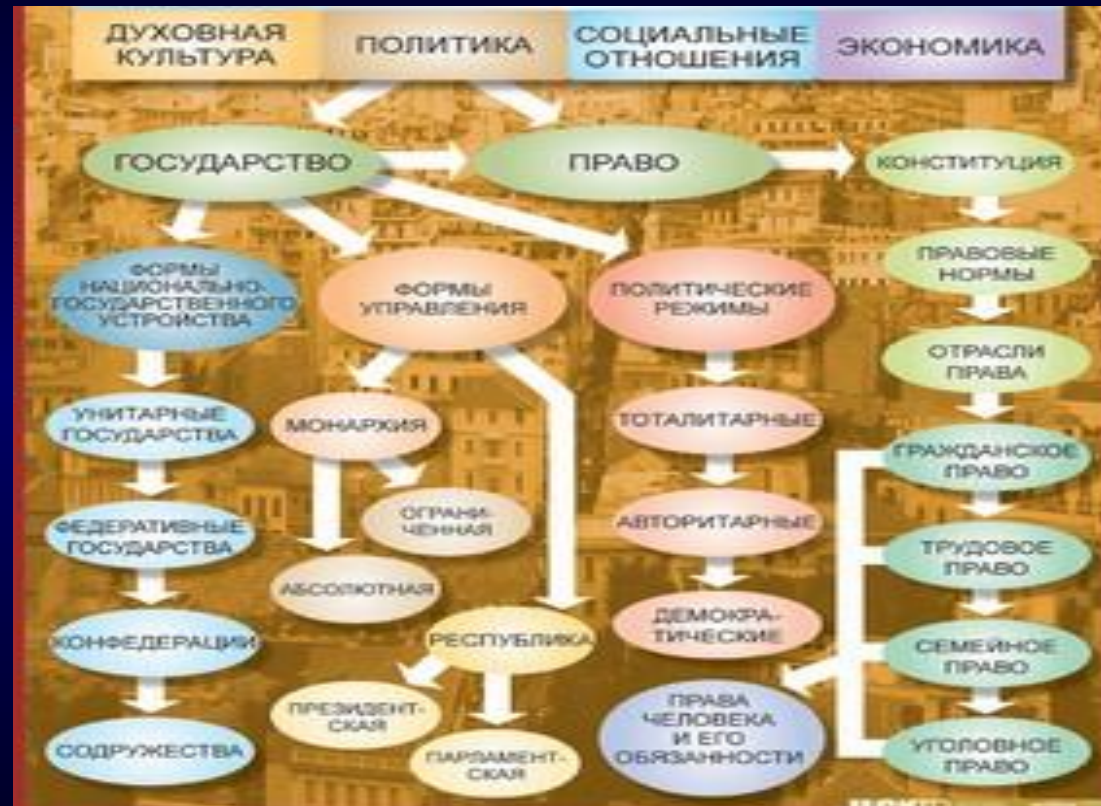 ДУХОВНАЯ
КУЛЬТУРА
ПОЛИТИКА
СОЦИАЛЬНЫЕ
ОТНОШЕНИЯ
ЭКОНОМИКА
ГОСУДАРСТВО
ПРАВО
КОНСТИТУЦИЯ
ФОРМЫ
НАЦИОНАЛЬНО-
ГОСУДАРСТВЕННОГО
УСТРОЙСТВА
ФОРМЫ
УПРАВЛЕНИЯ
ПОЛИТИЧЕСКИЕ
РЕЖИМЫ
ПРАВОВЫЕ
НОРМЫ
ОТРАСЛИ
ПРАВА
УНИТАРНЫЕ
ГОСУДАРСТВА
МОНАРХИЯ
ТОТАЛИТАРНЫЕ
ГРАЖДАНСКОЕ
ПРАВО
ФЕДЕРАТИВНЫЕ
ГОСУДАРСТВА
ОГРАНИ-
ЧЕННАЯ
АБСОЛЮТНАЯ
АВТОРИТАРНЫЕ
ТРУДОВОЕ
ПРАВО
КОНФЕДЕРАЦИИ
РЕСПУБЛИКА
ДЕМОКРА-
ТИЧЕСКИЕ
СЕМЕЙНОЕ
ПРАВО
ПРЕЗИДЕНТ-
СКАЯ
ПРАВА
ЧЕЛОВЕКА
И ЕГО
ОБЯЗАННОСТИ
СОДРУЖЕСТВА
ПАРЛАМЕНТ-
СКАЯ
УГОЛОВНОЕ
ПРАВО